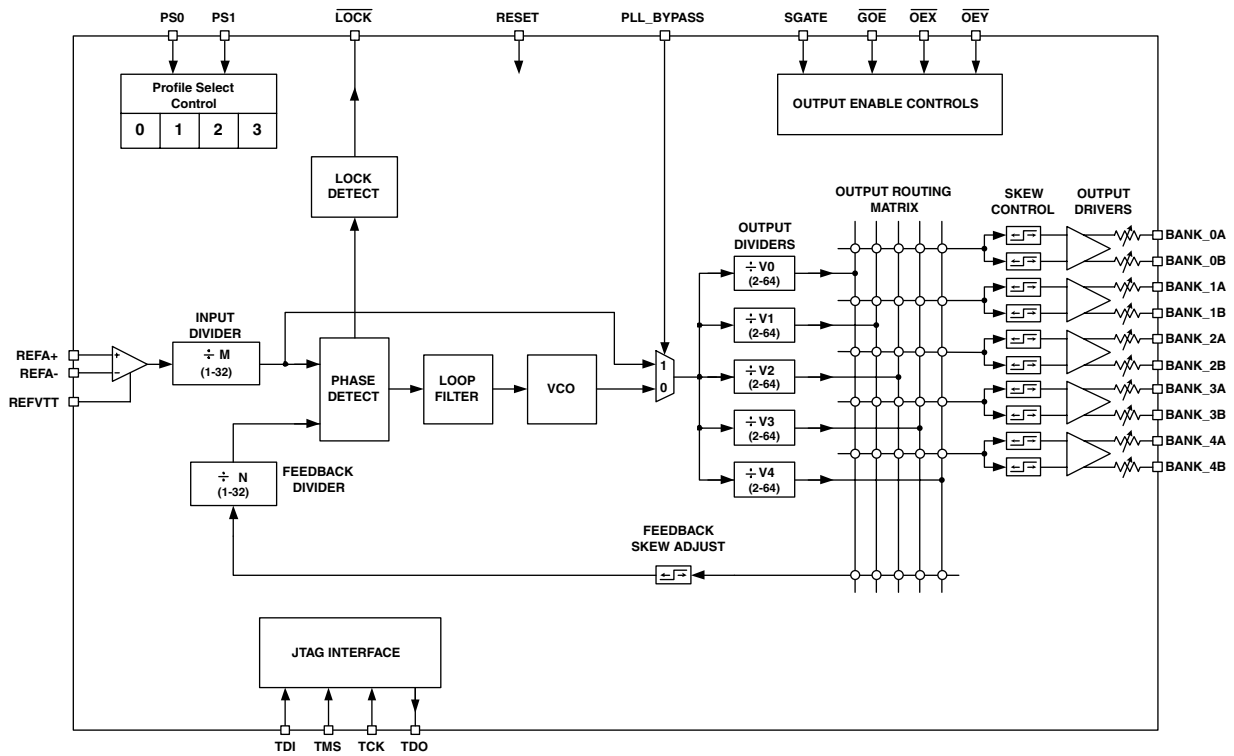 PS0 PS1 LOCK RESET PLL_BYPASS SGATE GOE OEX OEY
Profile Select
Control
0 1 2 3
OUTPUT ENABLE CONTROLS
LOCK
DETECT
OUTPUT ROUTING
MATRIX
SKEW
CONTROL
OUTPUT
DRIVERS
OUTPUT
DIVIDERS
÷ V0
(2-64)
÷ V1
(2-64)
÷ V2
(2-64)
÷ V3
(2-64)
÷ V4
(2-64)
BANK_0A
BANK_0B
BANK_1A
BANK_1B
BANK_2A
BANK_2B
BANK_3A
BANK_3B
BANK_4A
BANK_4B
INPUT
DIVIDER
÷ M
(1-32)
REFA+
REFA-
REFVTT
+
−
PHASE
DETECT
LOOP
FILTER
VCO
1
0
÷ N
(1-32)
FEEDBACK
DIVIDER
FEEDBACK
SKEW ADJUST
JTAG INTERFACE
TDI TMS TCK TDO